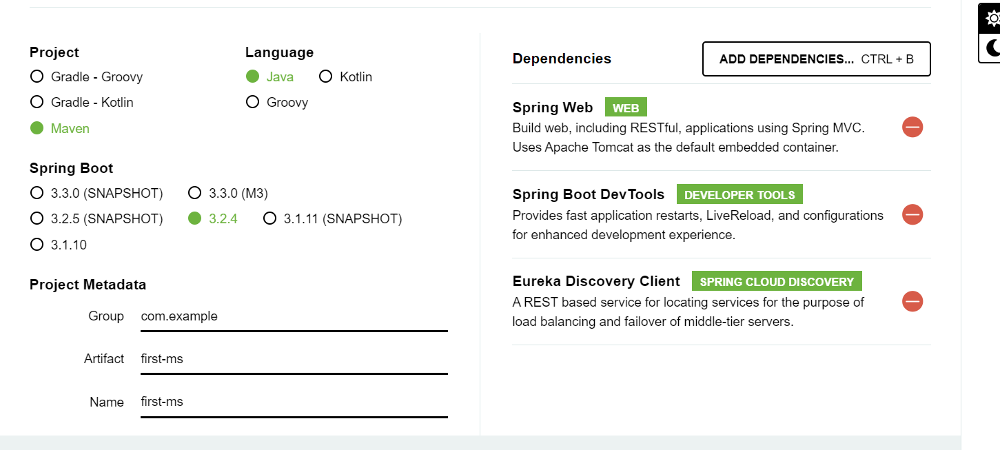 Project
Gradle - Groovy
Gradle - Kotlin
Maven
Language
Java Kotlin
Groovy
Spring Boot
3.3.0 (SNAPSHOT) 3.3.0 (M3)
3.2.5 (SNAPSHOT) 3.2.4 3.1.11 (SNAPSHOT)
3.1.10
Project Metadata
Group com.example
Artifact first-ms
Name first-ms
Dependencies ADD DEPENDENCIES... CTRL + B
Spring Web WEB
Build web, including RESTful, applications using Spring MVC.
Uses Apache Tomcat as the default embedded container.
Spring Boot DevTools DEVELOPER TOOLS
Provides fast application restarts, LiveReload, and configurations
for enhanced development experience.
Eureka Discovery Client SPRING CLOUD DISCOVERY
A REST based service for locating services for the purpose of
load balancing and failover of middle-tier servers.